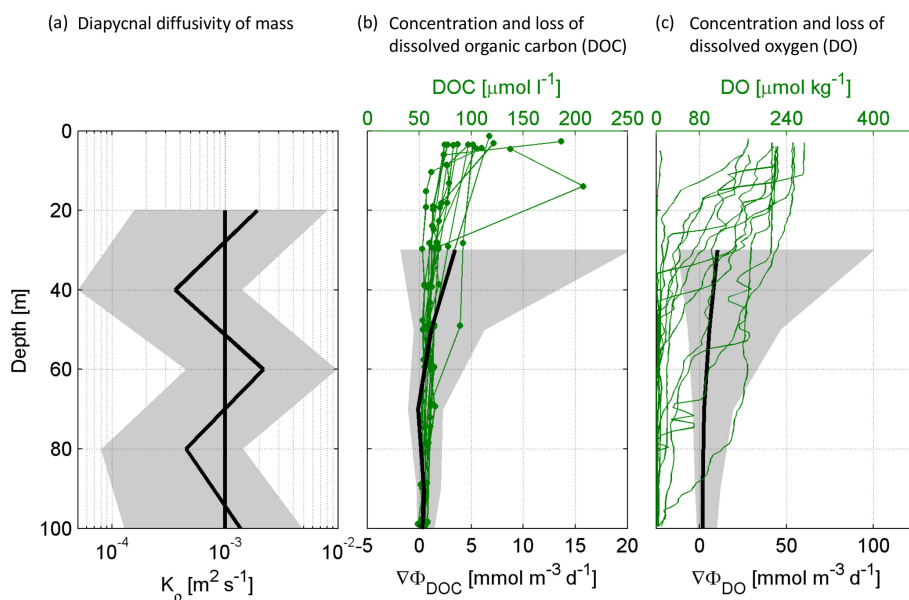 (a) Diapycnal diffusivity of mass
(b) Concentration and loss of
dissolved organic carbon (DOC)
(c) Concentration and loss of
dissolved oxygen (DO)
DOC [μmol l⁻¹]
DO [μmol kg⁻¹]
0 50 100 150 200 250
0 80 240 400
0
20
40
60
80
100
Depth [m]
10⁻⁴ 10⁻³ 10⁻²
-5 0 5 10 15 20
0 50 100
Kρ [m² s⁻¹]
∇Φ_DOC [mmol m⁻³ d⁻¹]
∇Φ_DO [mmol m⁻³ d⁻¹]